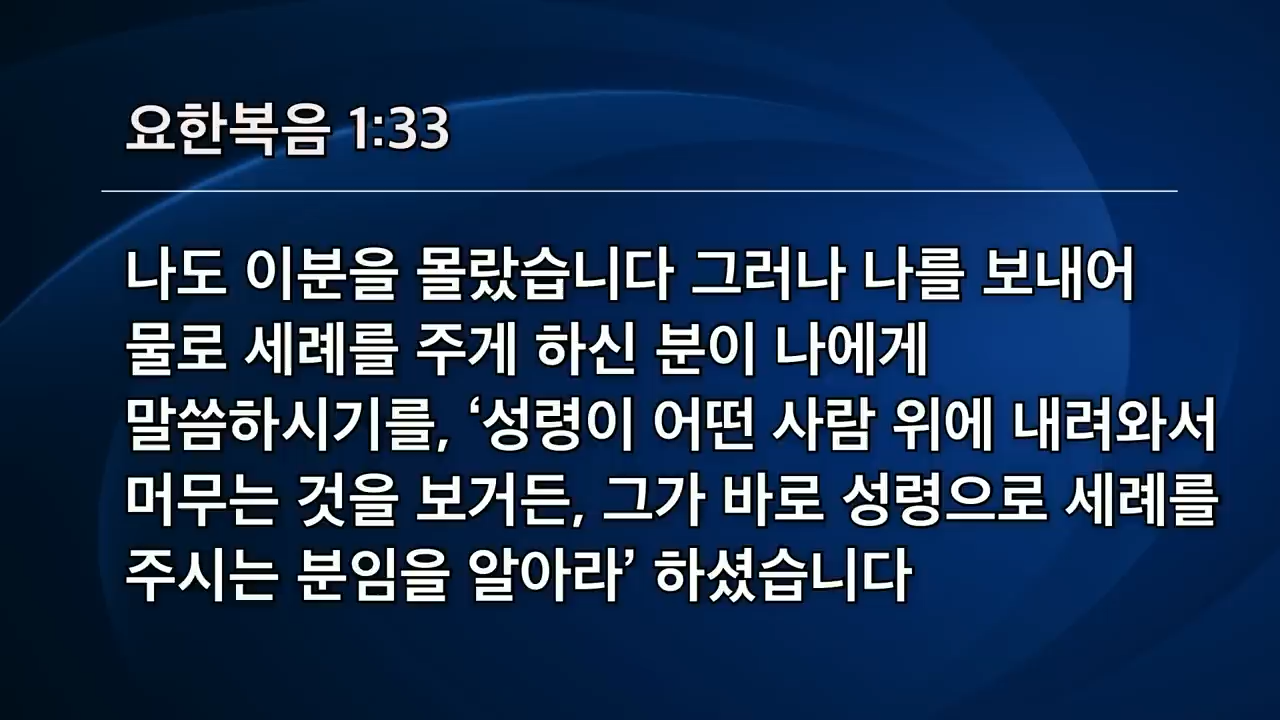 요한복음 1:33
나도 이분을 몰랐습니다 그러나 나를 보내어
물로 세례를 주게 하신 분이 나에게
말씀하시기를, ‘성령이 어떤 사람 위에 내려와서
머무는 것을 보거든, 그가 바로 성령으로 세례를
주시는 분임을 알아라’ 하셨습니다